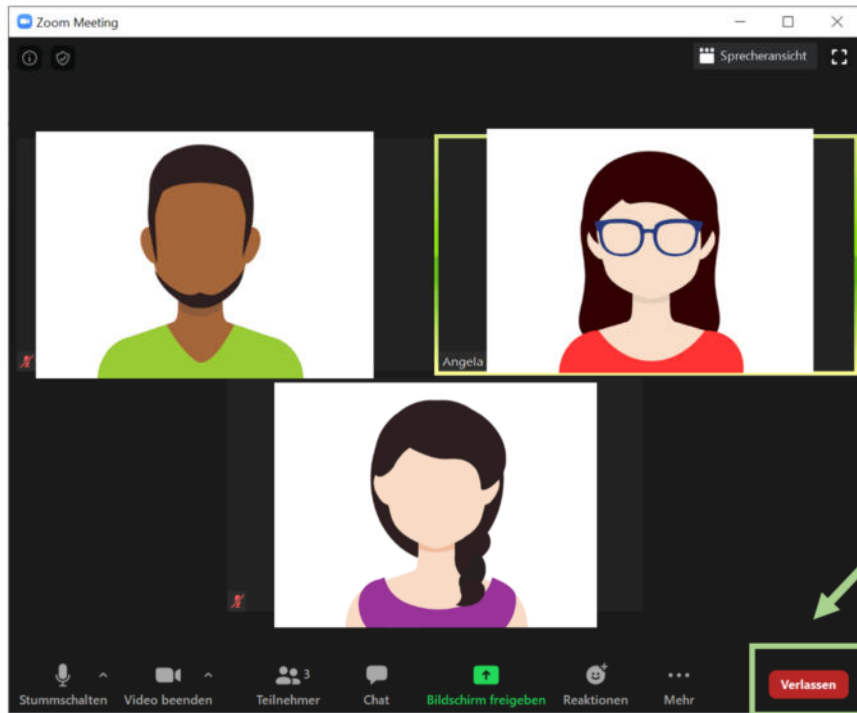 Zoom Meeting
Sprecheransicht
Angela
3
Stummschalten Video beenden Teilnehmer Chat Bildschirm freigeben Reaktionen Mehr Verlassen